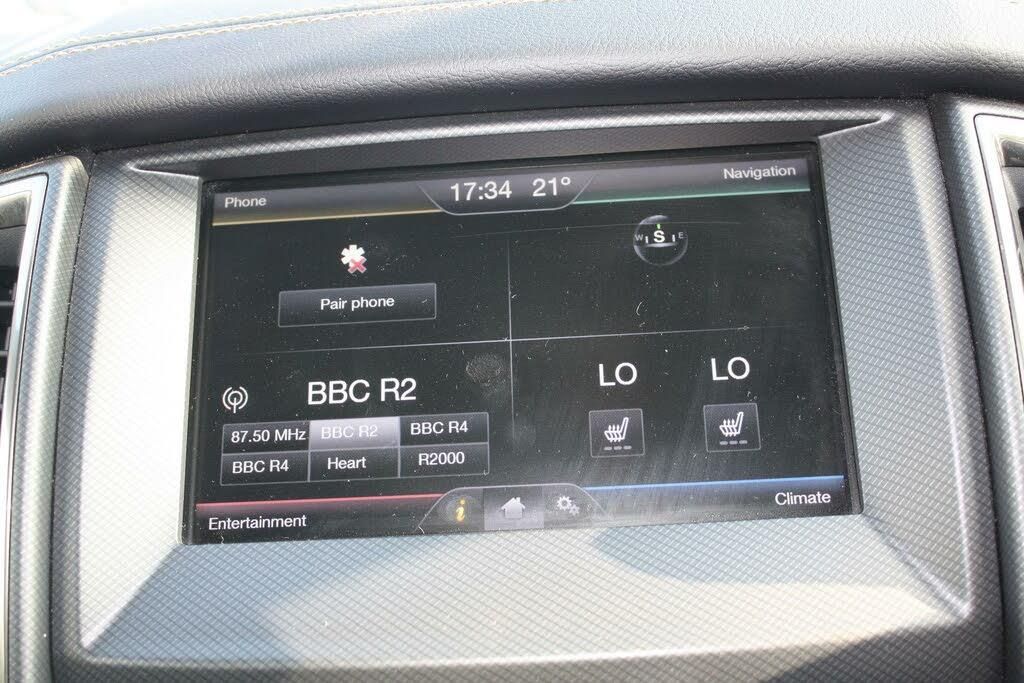 Phone
17:34 21°
Navigation
W S E
Pair phone
BBC R2
LO
LO
87.50 MHz
BBC R2
BBC R4
BBC R4
Heart
R2000
Entertainment
i
Climate